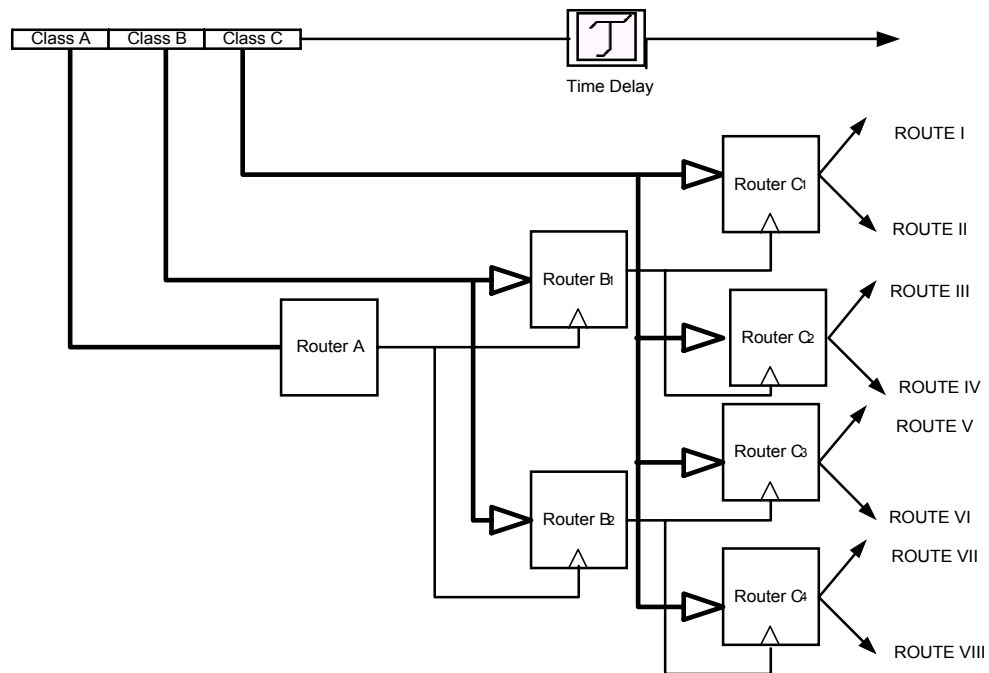 Class A Class B Class C
Time Delay
ROUTE I
Router C1
ROUTE II
Router B1
ROUTE III
Router C2
Router A
ROUTE IV
ROUTE V
Router C3
Router B2
ROUTE VI
ROUTE VII
Router C4
ROUTE VIII